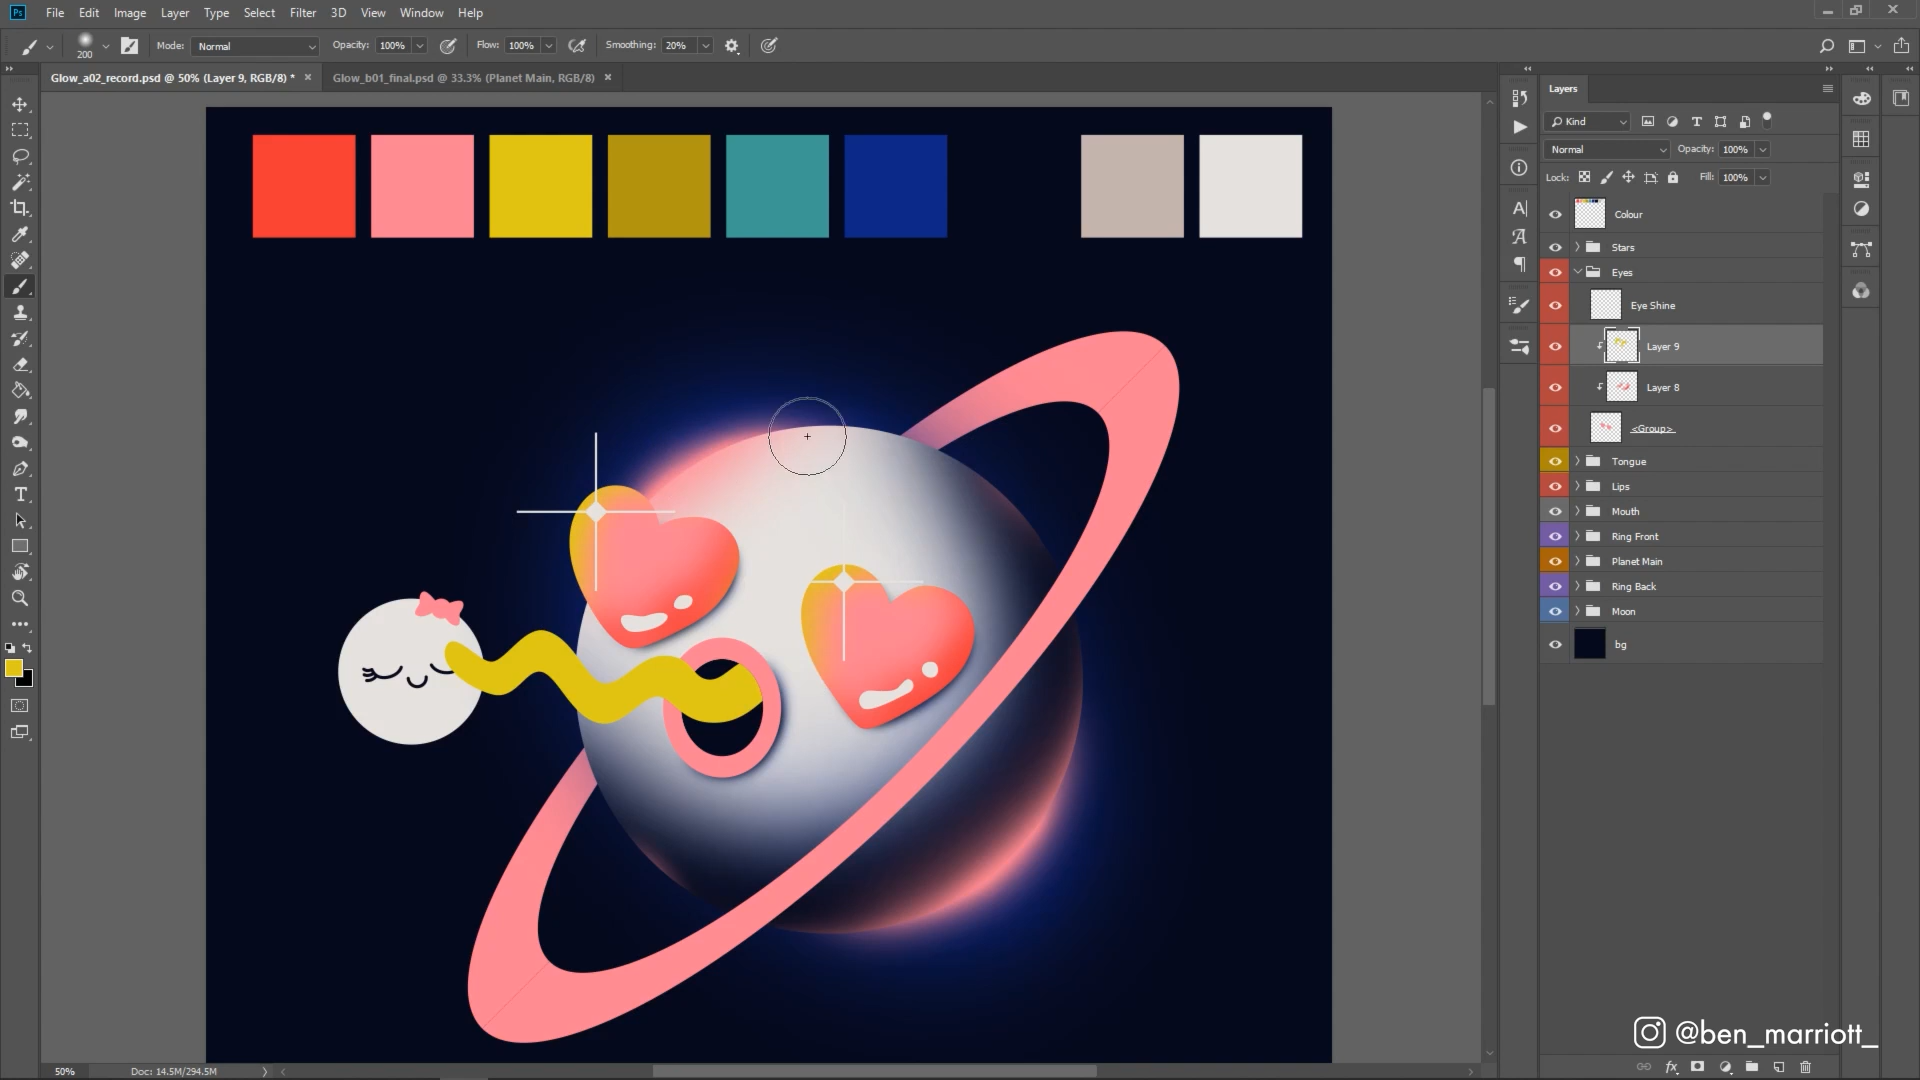 Ps File Edit Image Layer Type Select Filter 3D View Window Help
200 Mode: Normal Opacity: 100% Flow: 100% Smoothing: 20%
Glow_a02_record.psd @ 50% (Layer 9, RGB/8) * Glow_b01_final.psd @ 33.3% (Planet Main, RGB/8)
Layers
Kind
Normal Opacity: 100%
Lock: Fill: 100%
Colour
Stars
Eyes
Eye Shine
Layer 9
Layer 8
<Group>
Tongue
Lips
Mouth
Ring Front
Planet Main
Ring Back
Moon
bg
@ben_marriott_
50% Doc: 14.5M/294.5M